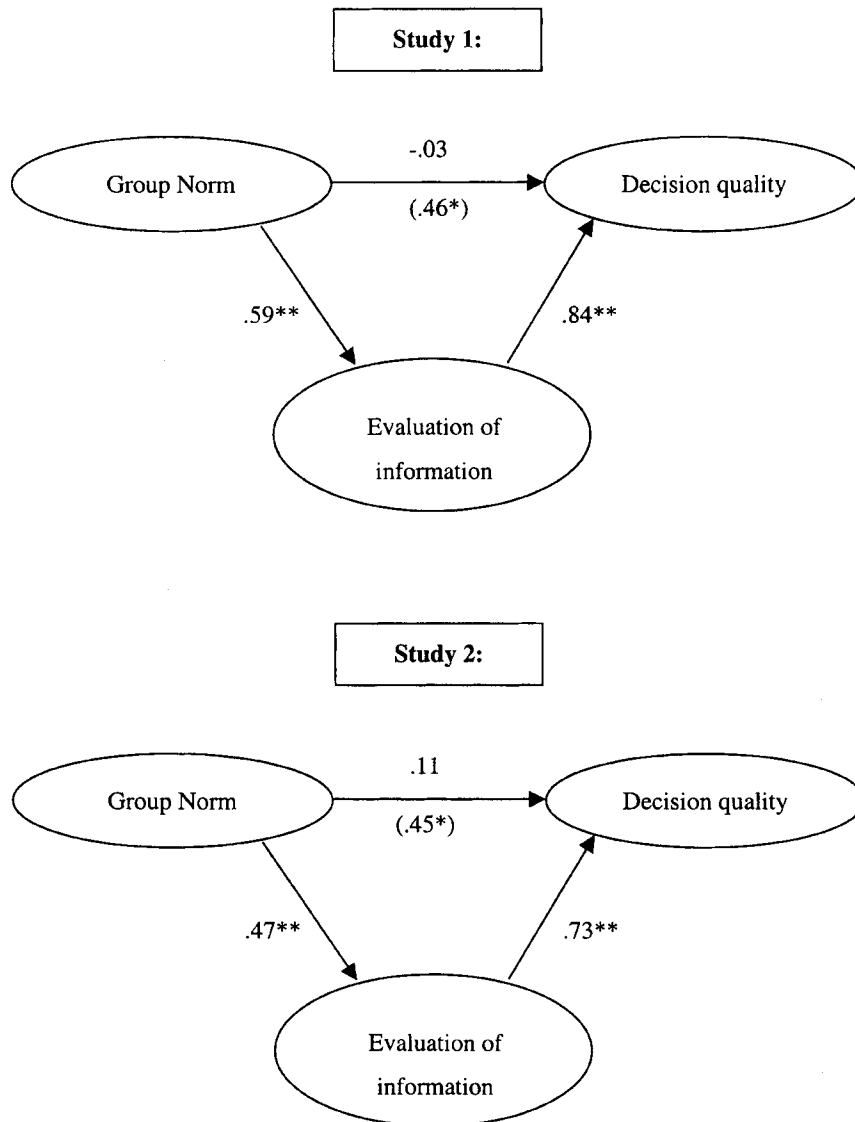 Study 1:
-.03
Group Norm
Decision quality
(.46*)
.59**
.84**
Evaluation of
information
Study 2:
.11
Group Norm
Decision quality
(.45*)
.47**
.73**
Evaluation of
information